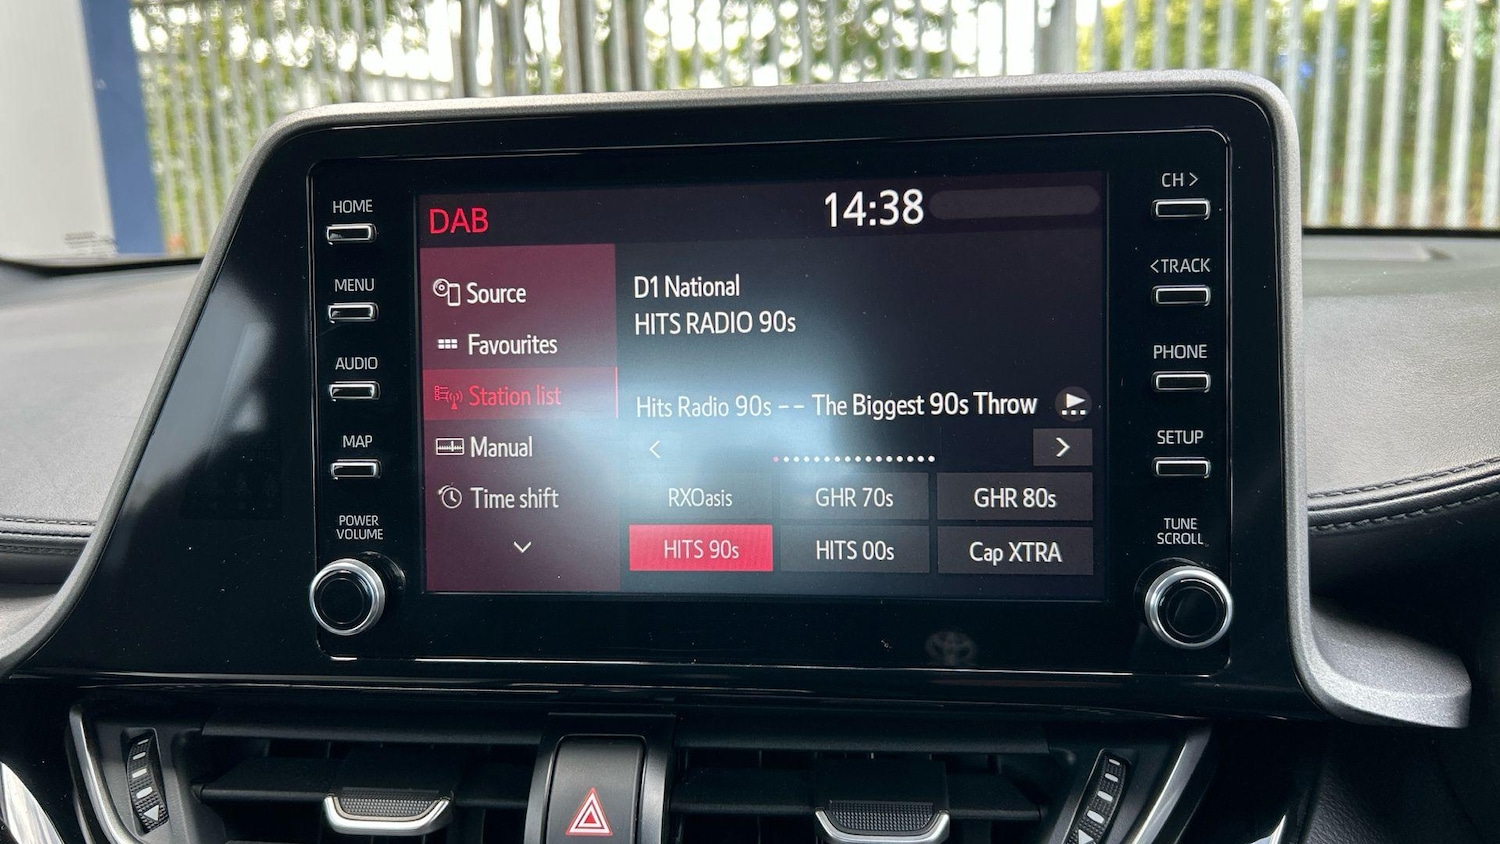 HOME
MENU
AUDIO
MAP
POWER
VOLUME
DAB
14:38
Source
Favourites
Station list
Manual
Time shift
D1 National
HITS RADIO 90s
Hits Radio 90s -- The Biggest 90s Throw
RXOasis
GHR 70s
GHR 80s
HITS 90s
HITS 00s
Cap XTRA
CH >
< TRACK
PHONE
SETUP
TUNE
SCROLL